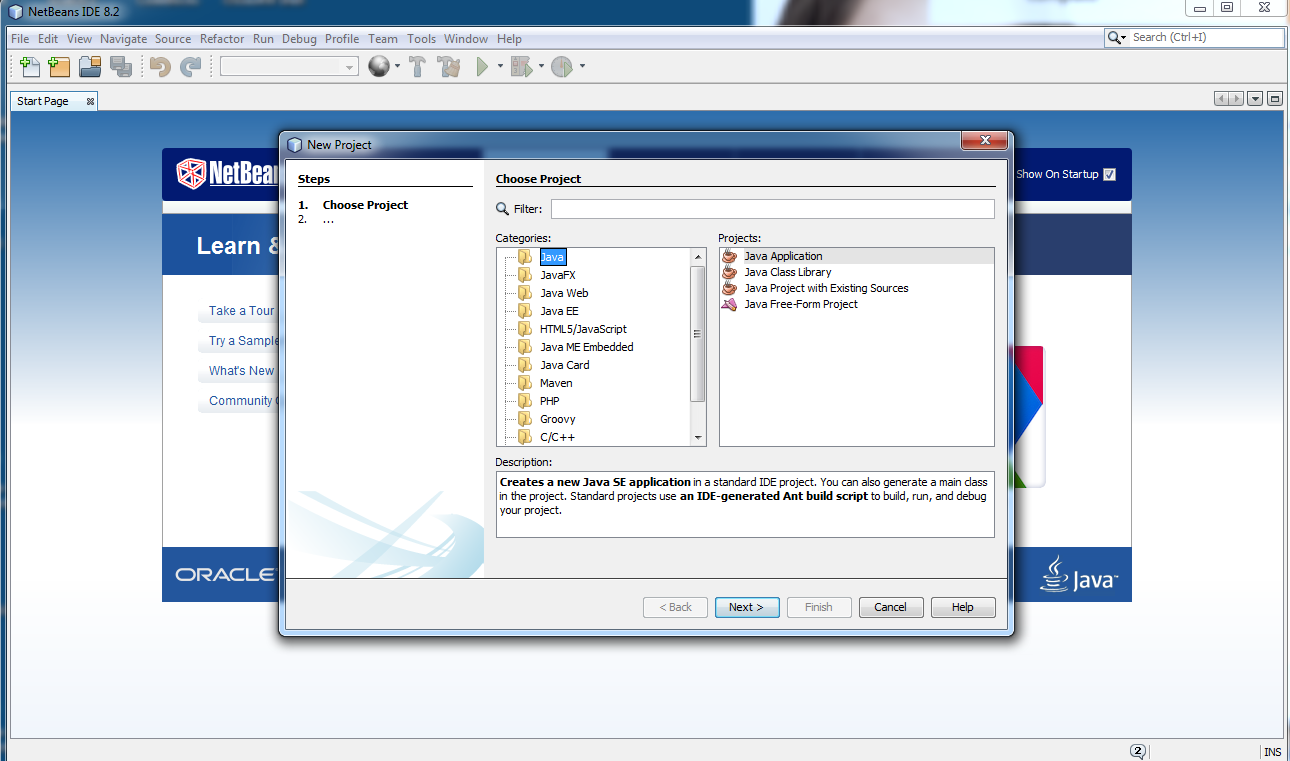 NetBeans IDE 8.2
File Edit View Navigate Source Refactor Run Debug Profile Team Tools Window Help
Search (Ctrl+I)
Start Page
New Project
NetBean
Show On Startup
Steps
1. Choose Project
2. ...
Choose Project
Filter:
Learn &
Categories:
Java
JavaFX
Java Web
Java EE
HTML5/JavaScript
Java ME Embedded
Java Card
Maven
PHP
Groovy
C/C++
Projects:
Java Application
Java Class Library
Java Project with Existing Sources
Java Free-Form Project
Take a Tour
Try a Sample
What's New
Community
Description:
Creates a new Java SE application in a standard IDE project. You can also generate a main class
in the project. Standard projects use an IDE-generated Ant build script to build, run, and debug
your project.
ORACLE
Java™
< Back Next > Finish Cancel Help
2
INS